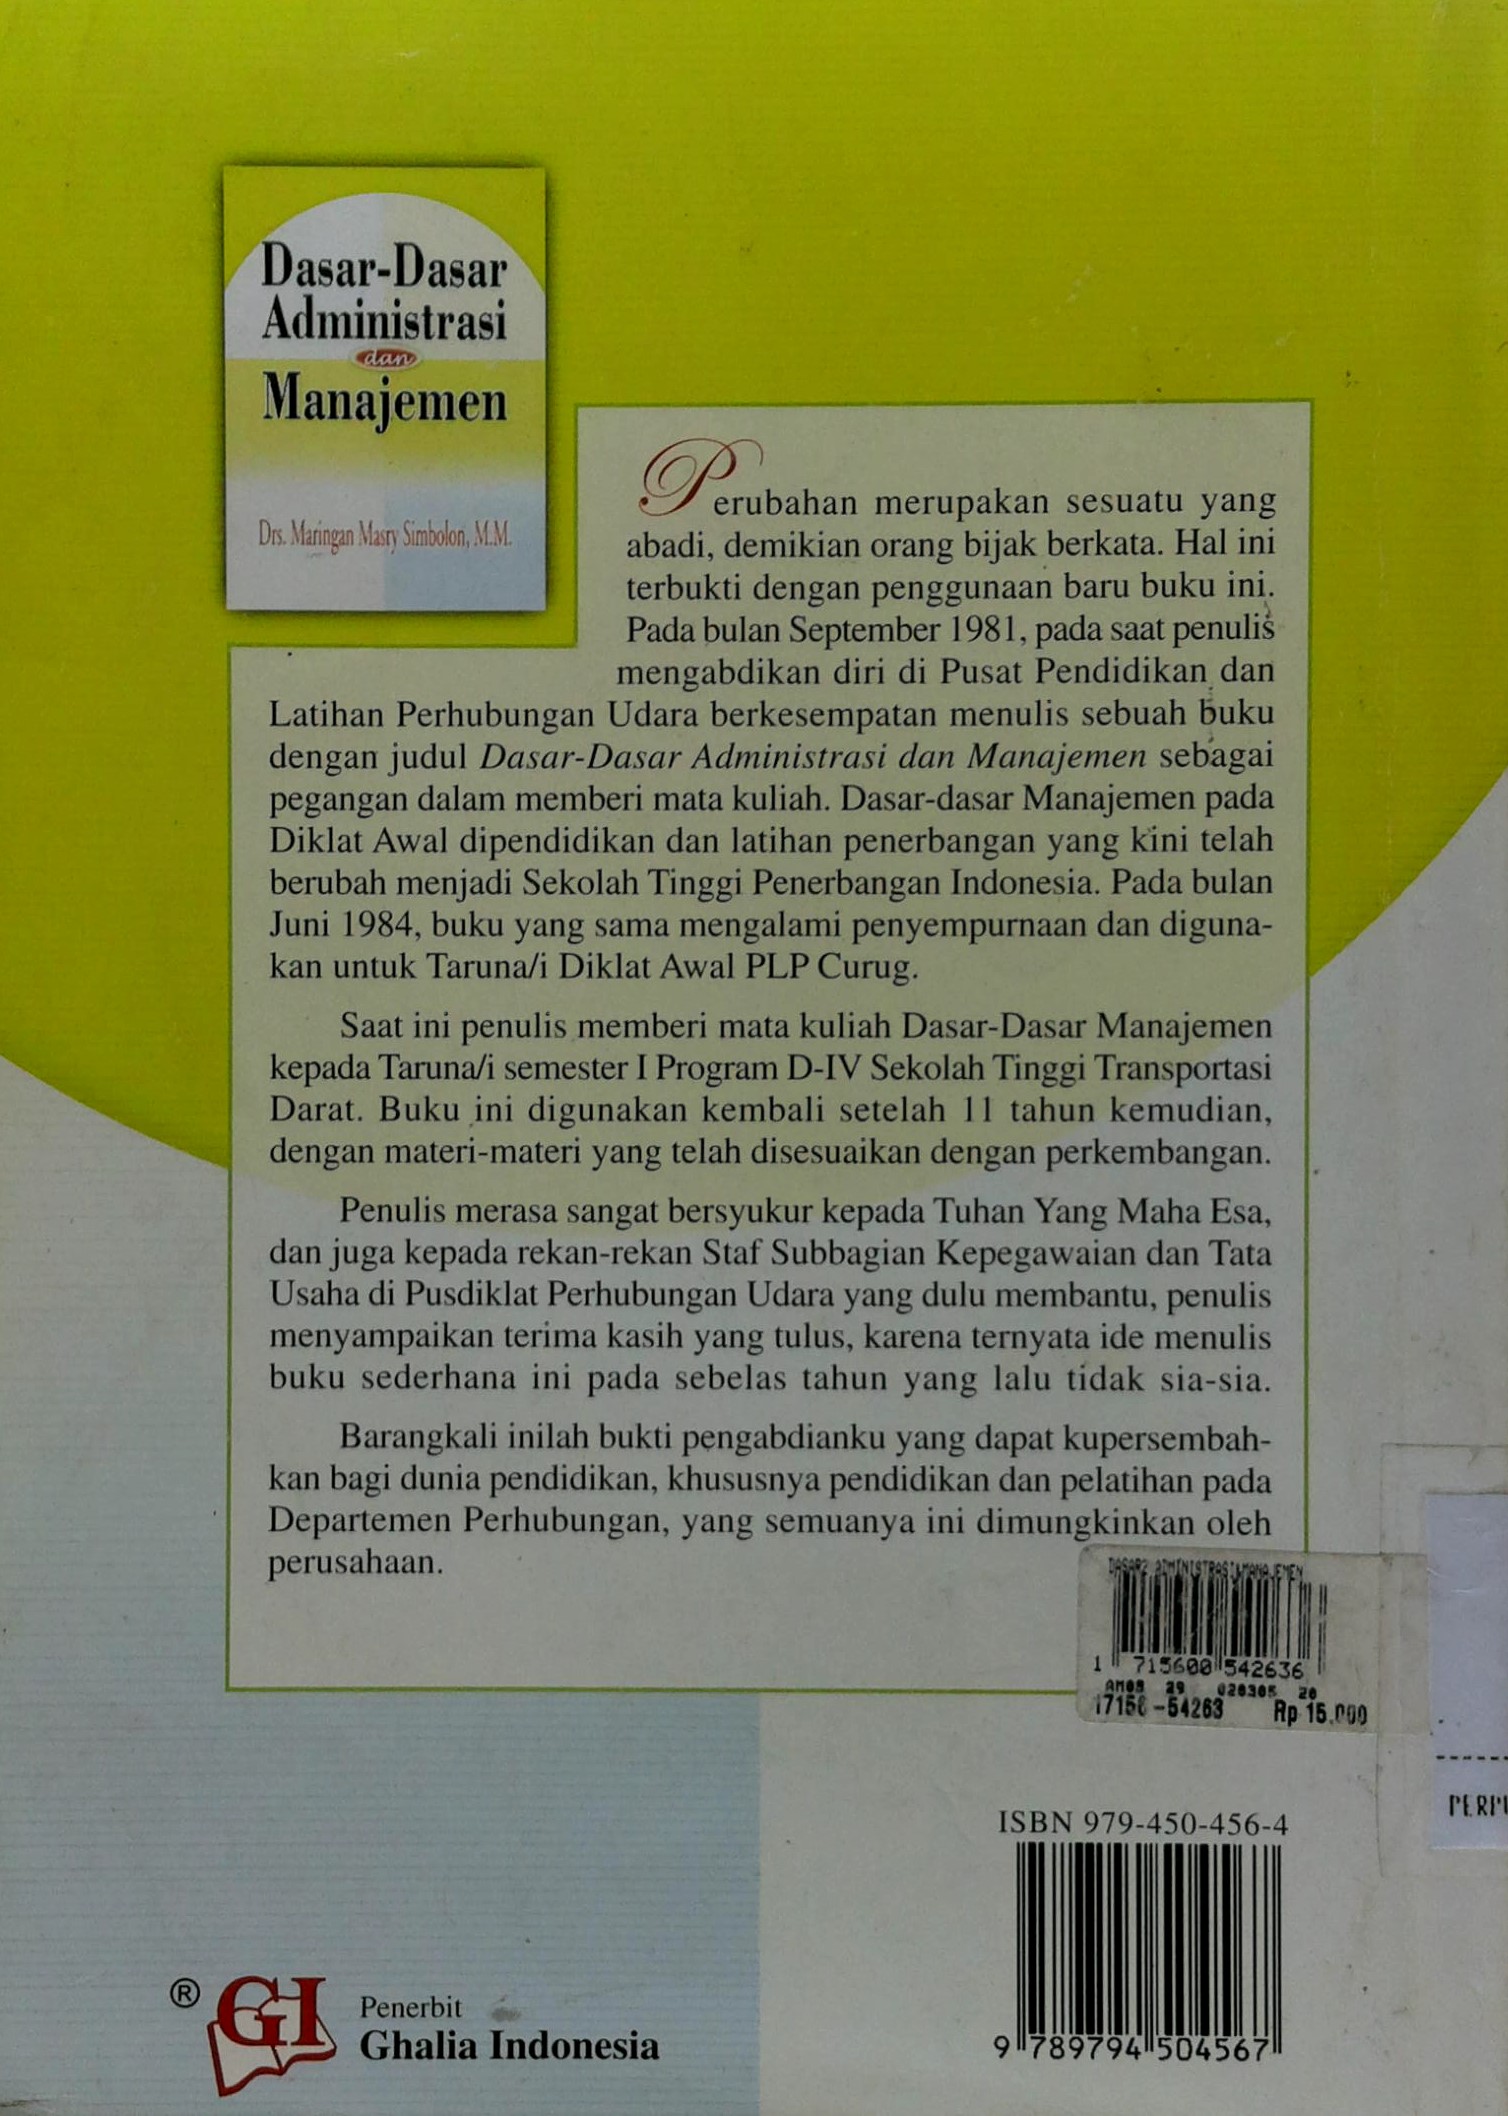 Dasar-Dasar
Administrasi
dan
Manajemen
Drs. Maringan Masry Simbolon, M.M.
Perubahan merupakan sesuatu yang
abadi, demikian orang bijak berkata. Hal ini
terbukti dengan penggunaan baru buku ini.
Pada bulan September 1981, pada saat penulis
mengabdikan diri di Pusat Pendidikan dan
Latihan Perhubungan Udara berkesempatan menulis sebuah buku
dengan judul Dasar-Dasar Administrasi dan Manajemen sebagai
pegangan dalam memberi mata kuliah. Dasar-dasar Manajemen pada
Diklat Awal dipendidikan dan latihan penerbangan yang kini telah
berubah menjadi Sekolah Tinggi Penerbangan Indonesia. Pada bulan
Juni 1984, buku yang sama mengalami penyempurnaan dan diguna-
kan untuk Taruna/i Diklat Awal PLP Curug.
Saat ini penulis memberi mata kuliah Dasar-Dasar Manajemen
kepada Taruna/i semester I Program D-IV Sekolah Tinggi Transportasi
Darat. Buku ini digunakan kembali setelah 11 tahun kemudian,
dengan materi-materi yang telah disesuaikan dengan perkembangan.
Penulis merasa sangat bersyukur kepada Tuhan Yang Maha Esa,
dan juga kepada rekan-rekan Staf Subbagian Kepegawaian dan Tata
Usaha di Pusdiklat Perhubungan Udara yang dulu membantu, penulis
menyampaikan terima kasih yang tulus, karena ternyata ide menulis
buku sederhana ini pada sebelas tahun yang lalu tidak sia-sia.
Barangkali inilah bukti pengabdianku yang dapat kupersembah-
kan bagi dunia pendidikan, khususnya pendidikan dan pelatihan pada
Departemen Perhubungan, yang semuanya ini dimungkinkan oleh
perusahaan.
1 715600 542636
29 020305 20
-54263 Rp 15.000
ISBN 979-450-456-4
9 789794 504567
® GI
Penerbit
Ghalia Indonesia